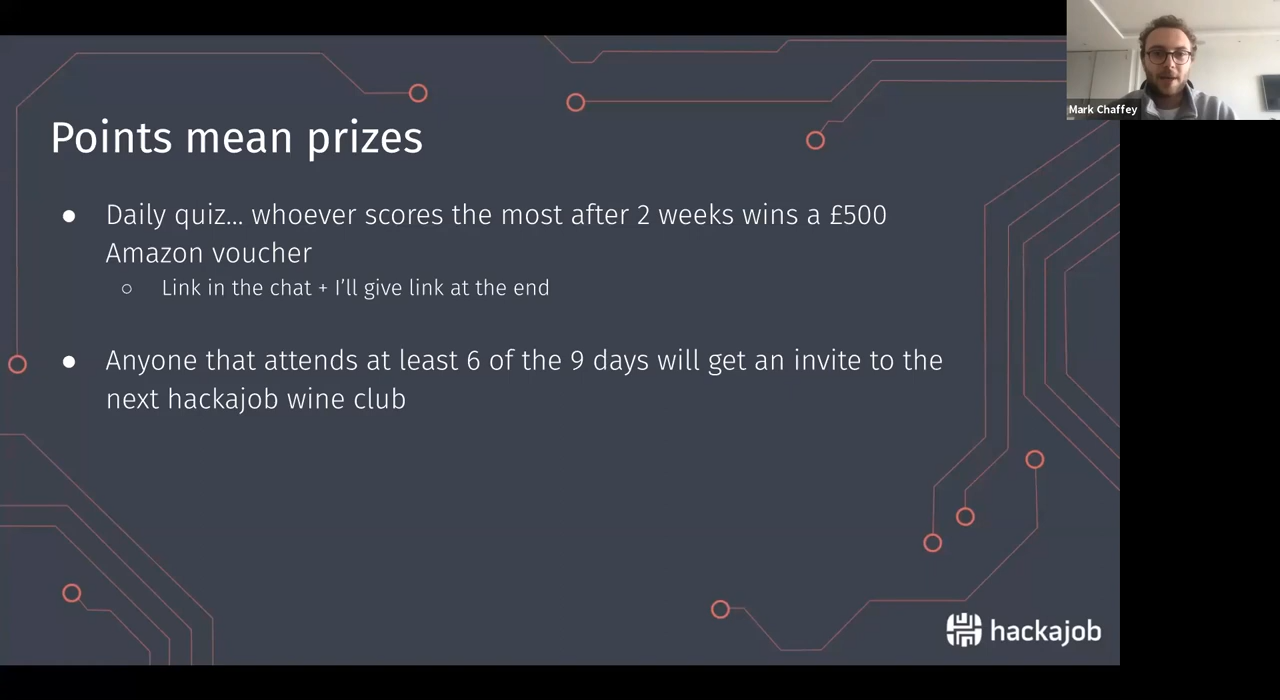 Mark Chaffey
Points mean prizes
● Daily quiz... whoever scores the most after 2 weeks wins a £500
Amazon voucher
○ Link in the chat + I'll give link at the end
● Anyone that attends at least 6 of the 9 days will get an invite to the
next hackajob wine club
hackajob